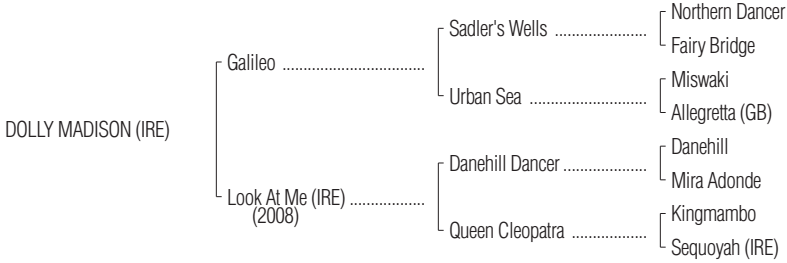 Northern Dancer
Sadler's Wells ....................
Fairy Bridge
Galileo ...............................
Miswaki
Urban Sea .........................
Allegretta (GB)
DOLLY MADISON (IRE)
Danehill
Danehill Dancer ..................
Mira Adonde
Look At Me (IRE) ................
(2008)
Kingmambo
Queen Cleopatra ................
Sequoyah (IRE)